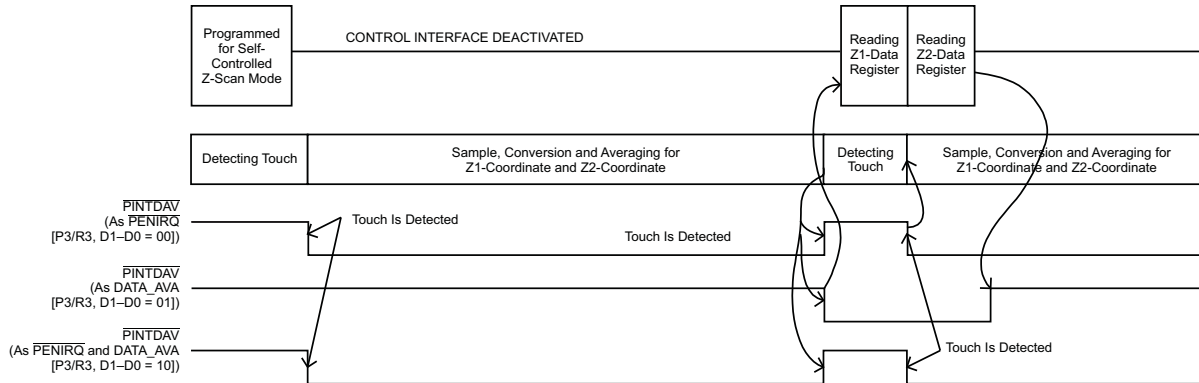 Programmed
for Self-
Controlled
Z-Scan Mode
CONTROL INTERFACE DEACTIVATED
Reading
Z1-Data
Register
Reading
Z2-Data
Register
Detecting Touch
Sample, Conversion and Averaging for
Z1-Coordinate and Z2-Coordinate
Detecting
Touch
Sample, Conversion and Averaging for
Z1-Coordinate and Z2-Coordinate
PINTDAV
(As PENIRQ
[P3/R3, D1–D0 = 00])
Touch Is Detected
Touch Is Detected
PINTDAV
(As DATA_AVA
[P3/R3, D1–D0 = 01])
PINTDAV
(As PENIRQ and DATA_AVA
[P3/R3, D1–D0 = 10])
Touch Is Detected